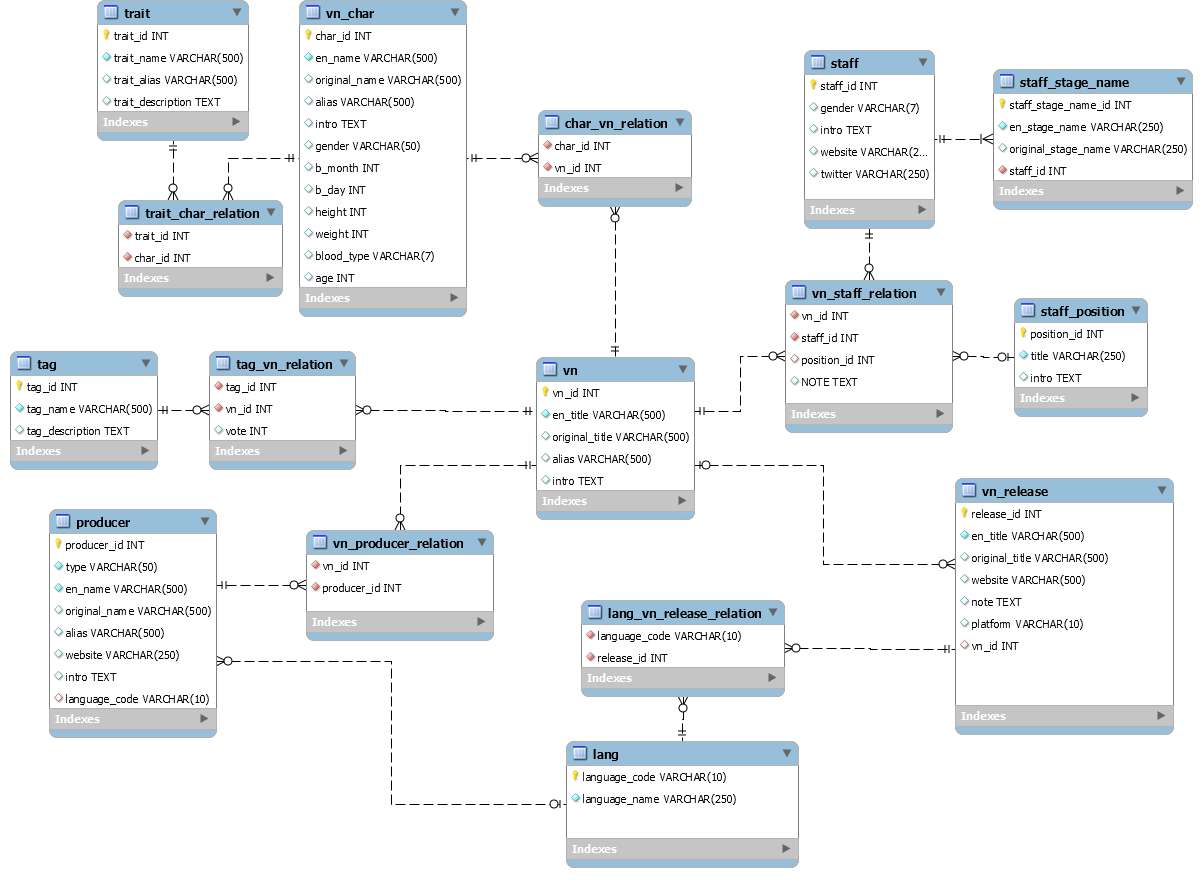 trait
trait_id INT
trait_name VARCHAR(500)
trait_alias VARCHAR(500)
trait_description TEXT
Indexes
vn_char
char_id INT
en_name VARCHAR(500)
original_name VARCHAR(500)
alias VARCHAR(500)
intro TEXT
gender VARCHAR(50)
b_month INT
b_day INT
height INT
weight INT
blood_type VARCHAR(7)
age INT
Indexes
char_vn_relation
char_id INT
vn_id INT
Indexes
staff
staff_id INT
gender VARCHAR(7)
intro TEXT
website VARCHAR(2...
twitter VARCHAR(250)
Indexes
staff_stage_name
staff_stage_name_id INT
en_stage_name VARCHAR(250)
original_stage_name VARCHAR(250)
staff_id INT
Indexes
trait_char_relation
trait_id INT
char_id INT
Indexes
vn_staff_relation
vn_id INT
staff_id INT
position_id INT
NOTE TEXT
Indexes
staff_position
position_id INT
title VARCHAR(250)
intro TEXT
Indexes
tag
tag_id INT
tag_name VARCHAR(500)
tag_description TEXT
Indexes
tag_vn_relation
tag_id INT
vn_id INT
vote INT
Indexes
vn
vn_id INT
en_title VARCHAR(500)
original_title VARCHAR(500)
alias VARCHAR(500)
intro TEXT
Indexes
producer
producer_id INT
type VARCHAR(50)
en_name VARCHAR(500)
original_name VARCHAR(500)
alias VARCHAR(500)
website VARCHAR(250)
intro TEXT
language_code VARCHAR(10)
Indexes
vn_producer_relation
vn_id INT
producer_id INT
Indexes
vn_release
release_id INT
en_title VARCHAR(500)
original_title VARCHAR(500)
website VARCHAR(500)
note TEXT
platform VARCHAR(10)
vn_id INT
Indexes
lang_vn_release_relation
language_code VARCHAR(10)
release_id INT
Indexes
lang
language_code VARCHAR(10)
language_name VARCHAR(250)
Indexes